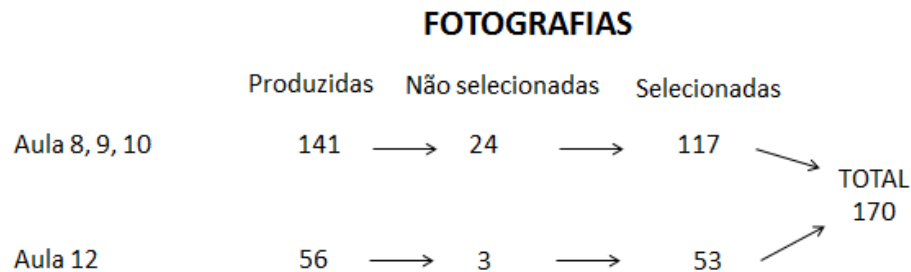 FOTOGRAFIAS
Produzidas Não selecionadas Selecionadas
Aula 8, 9, 10 141 24 117
TOTAL
170
Aula 12 56 3 53